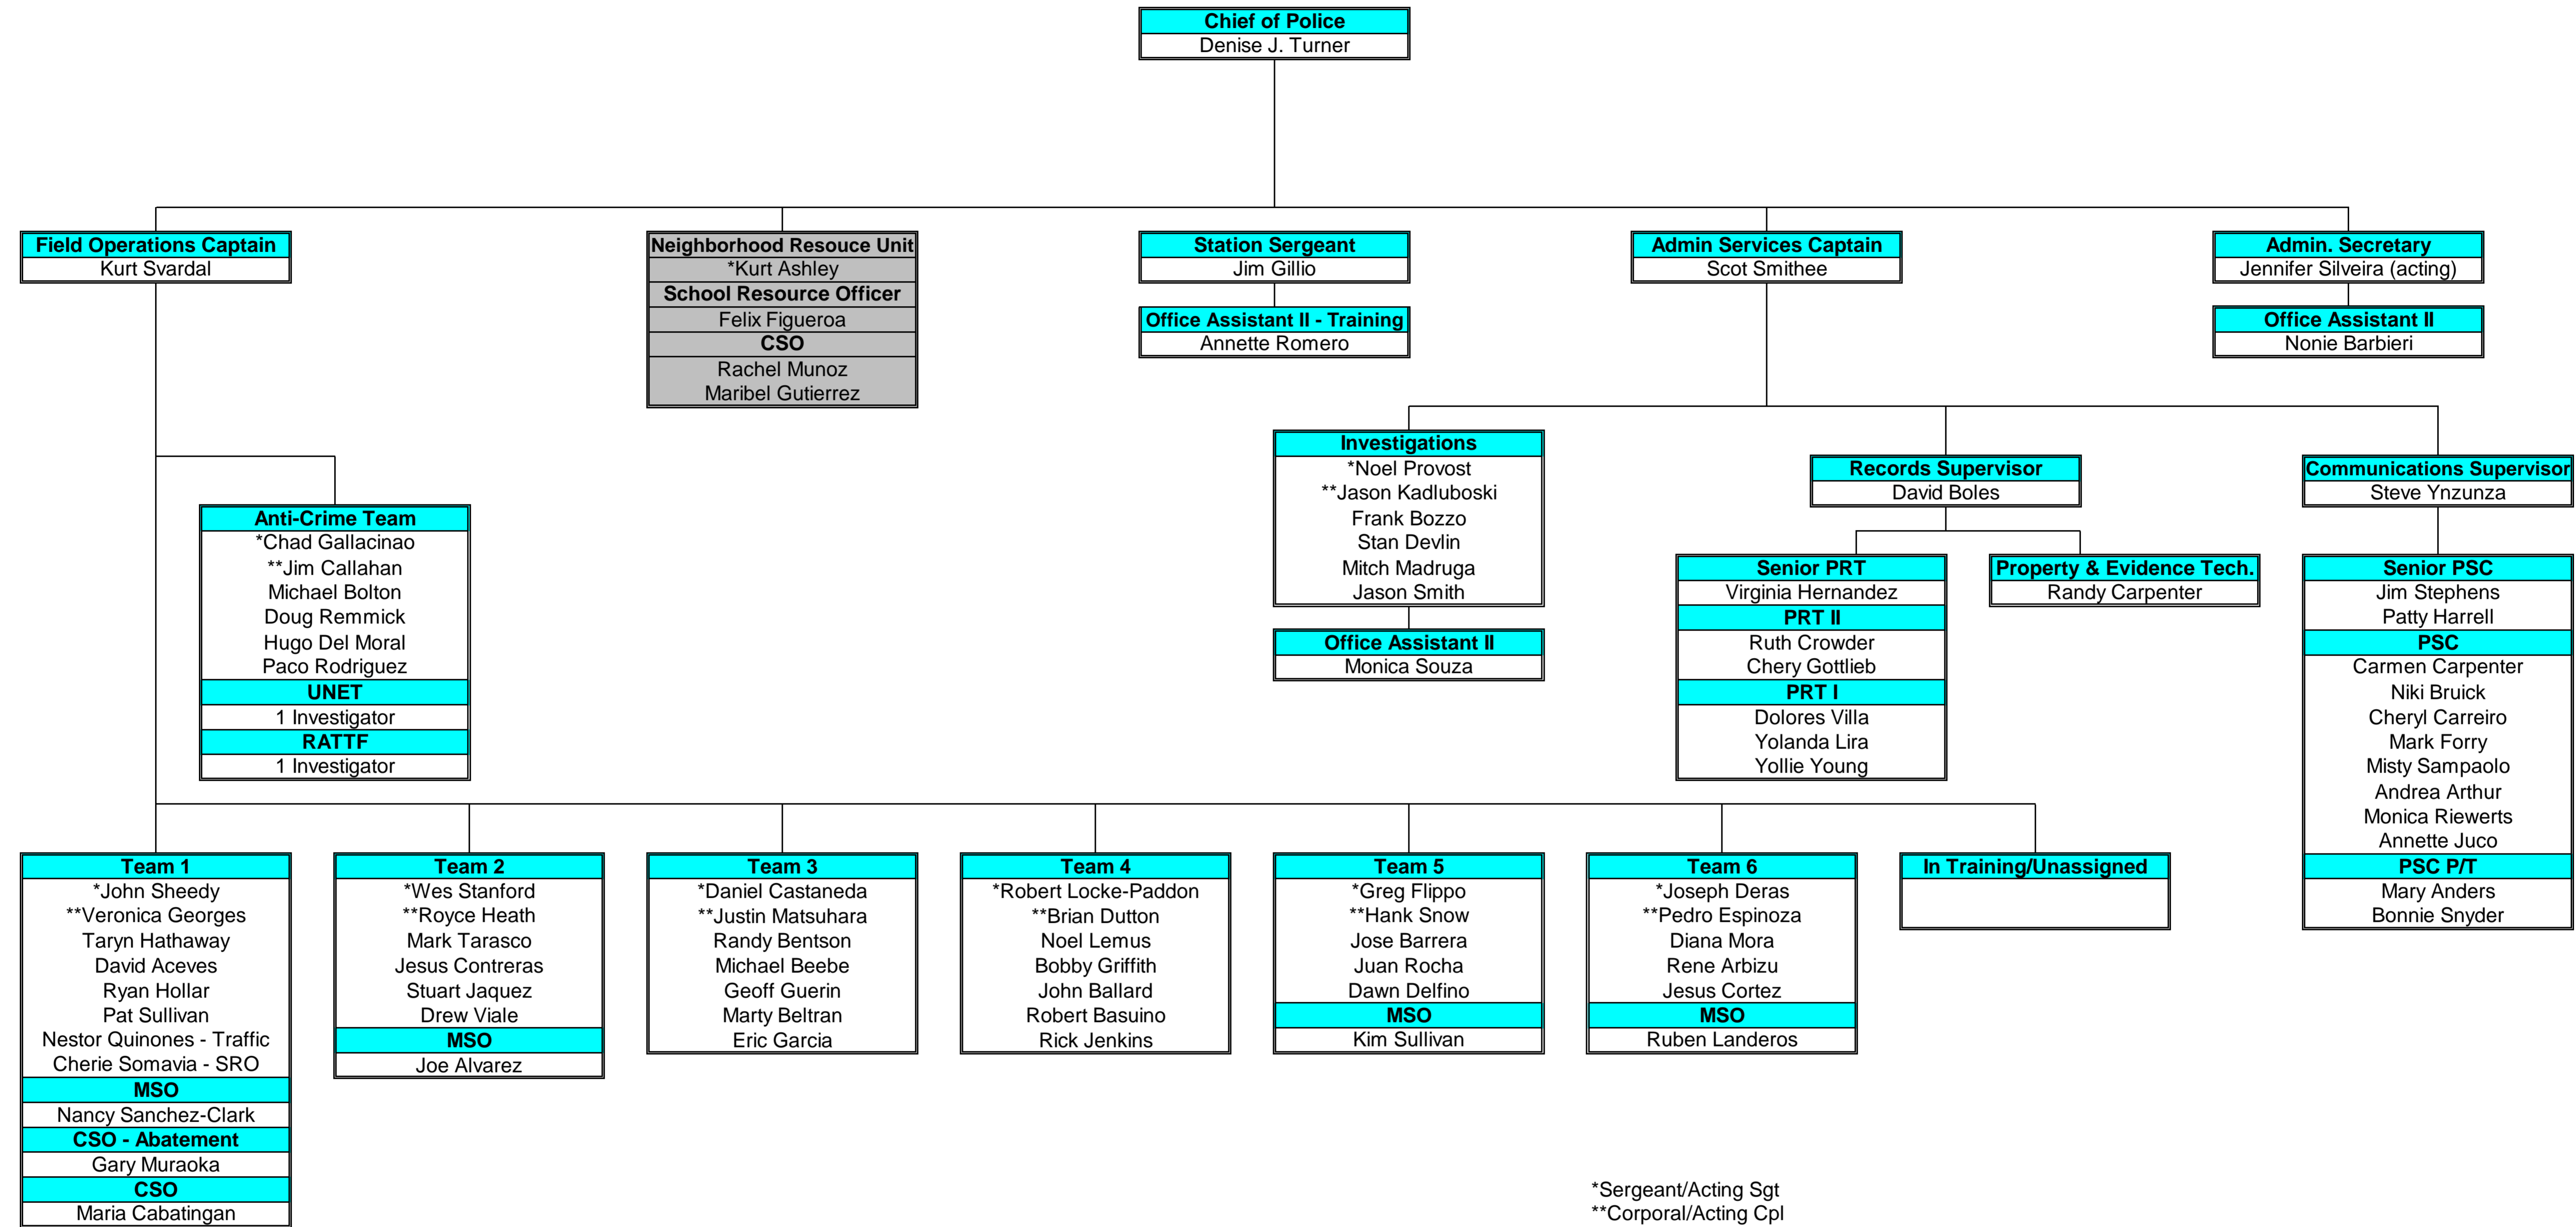 Chief of Police
Denise J. Turner
Field Operations Captain
Kurt Svardal
Neighborhood Resouce Unit
*Kurt Ashley
School Resource Officer
Felix Figueroa
CSO
Rachel Munoz
Maribel Gutierrez
Station Sergeant
Jim Gillio
Office Assistant II - Training
Annette Romero
Admin Services Captain
Scot Smithee
Admin. Secretary
Jennifer Silveira (acting)
Office Assistant II
Nonie Barbieri
Anti-Crime Team
*Chad Gallacinao
**Jim Callahan
Michael Bolton
Doug Remmick
Hugo Del Moral
Paco Rodriguez
UNET
1 Investigator
RATTF
1 Investigator
Investigations
*Noel Provost
**Jason Kadluboski
Frank Bozzo
Stan Devlin
Mitch Madruga
Jason Smith
Office Assistant II
Monica Souza
Records Supervisor
David Boles
Senior PRT
Virginia Hernandez
PRT II
Ruth Crowder
Chery Gottlieb
PRT I
Dolores Villa
Yolanda Lira
Yollie Young
Property & Evidence Tech.
Randy Carpenter
Communications Supervisor
Steve Ynzunza
Senior PSC
Jim Stephens
Patty Harrell
PSC
Carmen Carpenter
Niki Bruick
Cheryl Carreiro
Mark Forry
Misty Sampaolo
Andrea Arthur
Monica Riewerts
Annette Juco
PSC P/T
Mary Anders
Bonnie Snyder
Team 1
*John Sheedy
**Veronica Georges
Taryn Hathaway
David Aceves
Ryan Hollar
Pat Sullivan
Nestor Quinones - Traffic
Cherie Somavia - SRO
MSO
Nancy Sanchez-Clark
CSO - Abatement
Gary Muraoka
CSO
Maria Cabatingan
Team 2
*Wes Stanford
**Royce Heath
Mark Tarasco
Jesus Contreras
Stuart Jaquez
Drew Viale
MSO
Joe Alvarez
Team 3
*Daniel Castaneda
**Justin Matsuhara
Randy Bentson
Michael Beebe
Geoff Guerin
Marty Beltran
Eric Garcia
Team 4
*Robert Locke-Paddon
**Brian Dutton
Noel Lemus
Bobby Griffith
John Ballard
Robert Basuino
Rick Jenkins
Team 5
*Greg Flippo
**Hank Snow
Jose Barrera
Juan Rocha
Dawn Delfino
MSO
Kim Sullivan
Team 6
*Joseph Deras
**Pedro Espinoza
Diana Mora
Rene Arbizu
Jesus Cortez
MSO
Ruben Landeros
In Training/Unassigned
*Sergeant/Acting Sgt
**Corporal/Acting Cpl